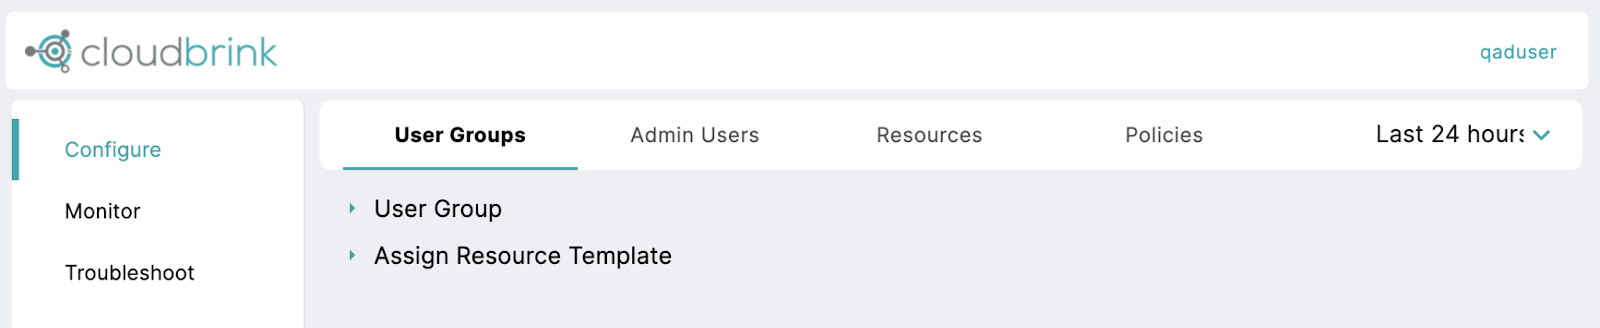 cloudbrink
qaduser
Configure
Monitor
Troubleshoot
User Groups
Admin Users
Resources
Policies
Last 24 hours
User Group
Assign Resource Template